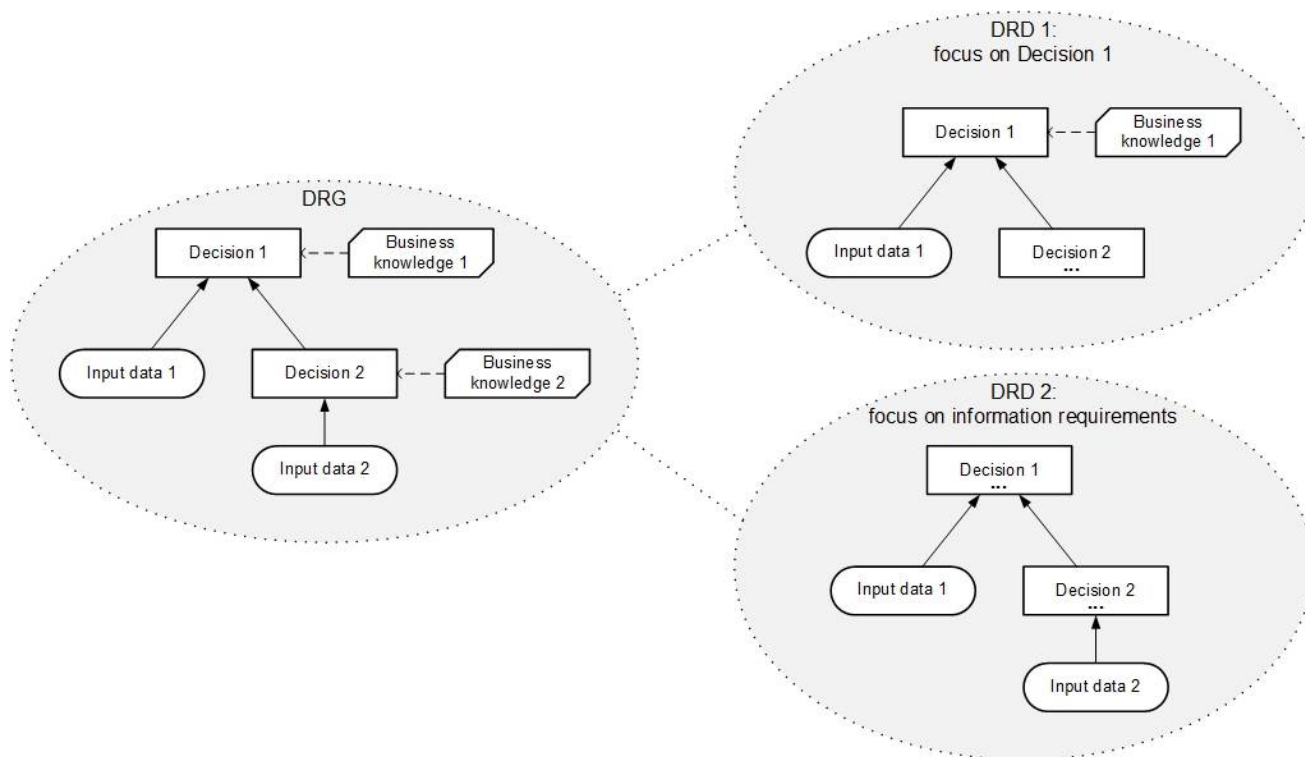 DRG
Decision 1
Business
knowledge 1
Input data 1
Decision 2
Business
knowledge 2
Input data 2
DRD 1:
focus on Decision 1
Decision 1
Business
knowledge 1
Input data 1
Decision 2
...
DRD 2:
focus on information requirements
Decision 1
...
Input data 1
Decision 2
...
Input data 2